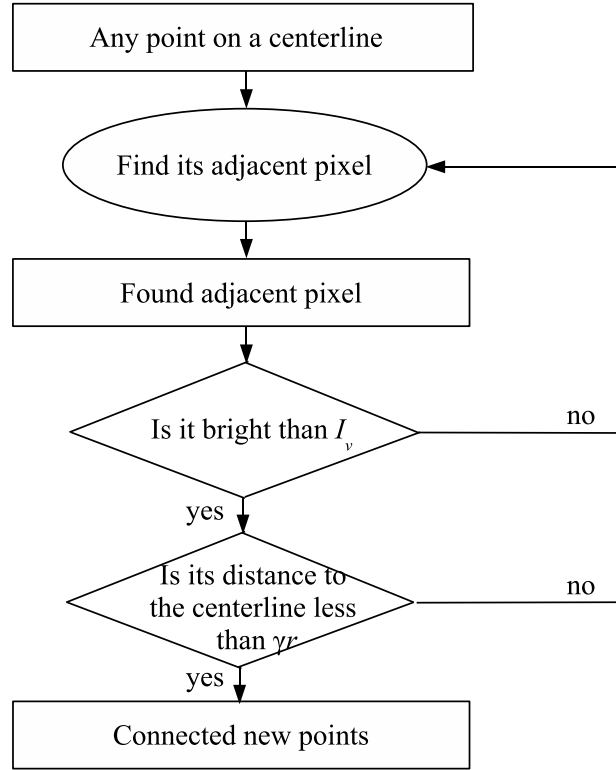 Any point on a centerline
Find its adjacent pixel
Found adjacent pixel
Is it bright than Iv
no
yes
Is its distance to
the centerline less
than γr
no
yes
Connected new points